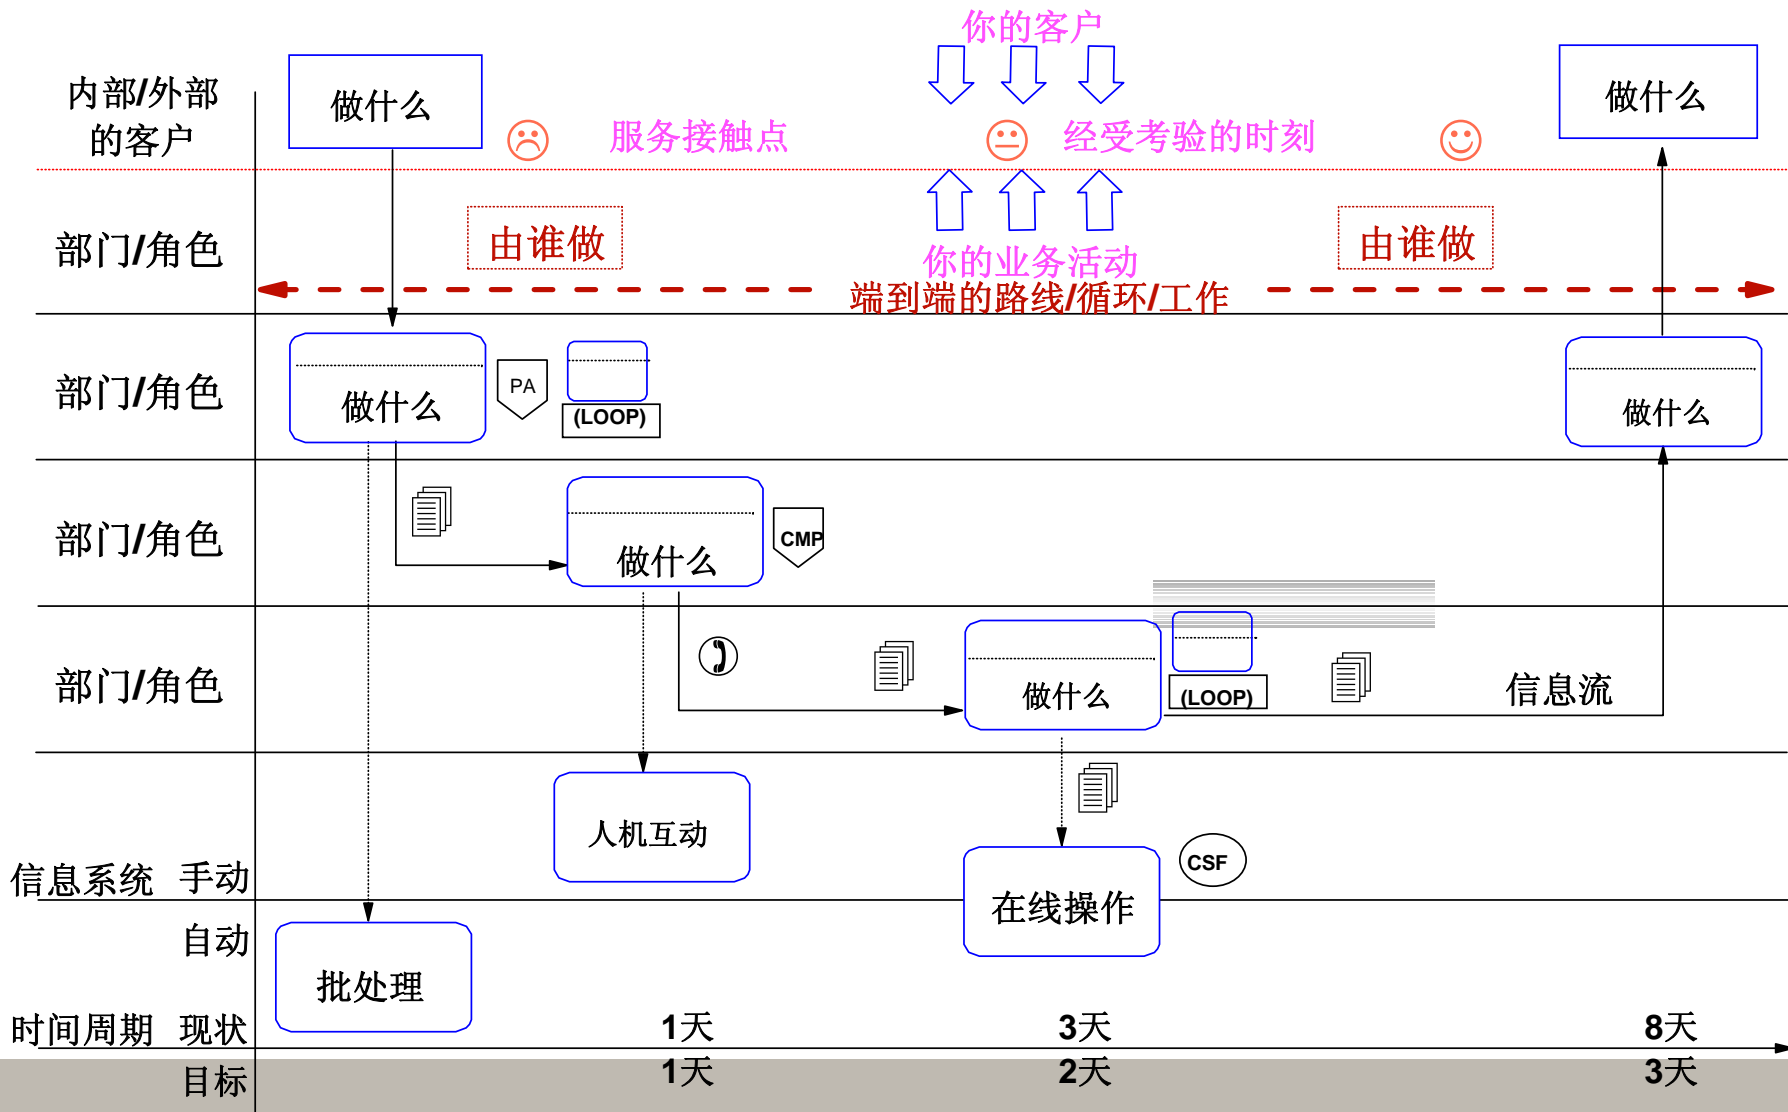 你的客户
内部/外部
的客户
做什么
做什么
服务接触点
经受考验的时刻
部门/角色
由谁做
由谁做
你的业务活动
端到端的路线/循环/工作
部门/角色
做什么
PA
(LOOP)
做什么
部门/角色
做什么
CMP
部门/角色
做什么
(LOOP)
信息流
人机互动
信息系统 手动
CSF
在线操作
自动
批处理
时间周期 现状
1天
3天
8天
目标
1天
2天
3天